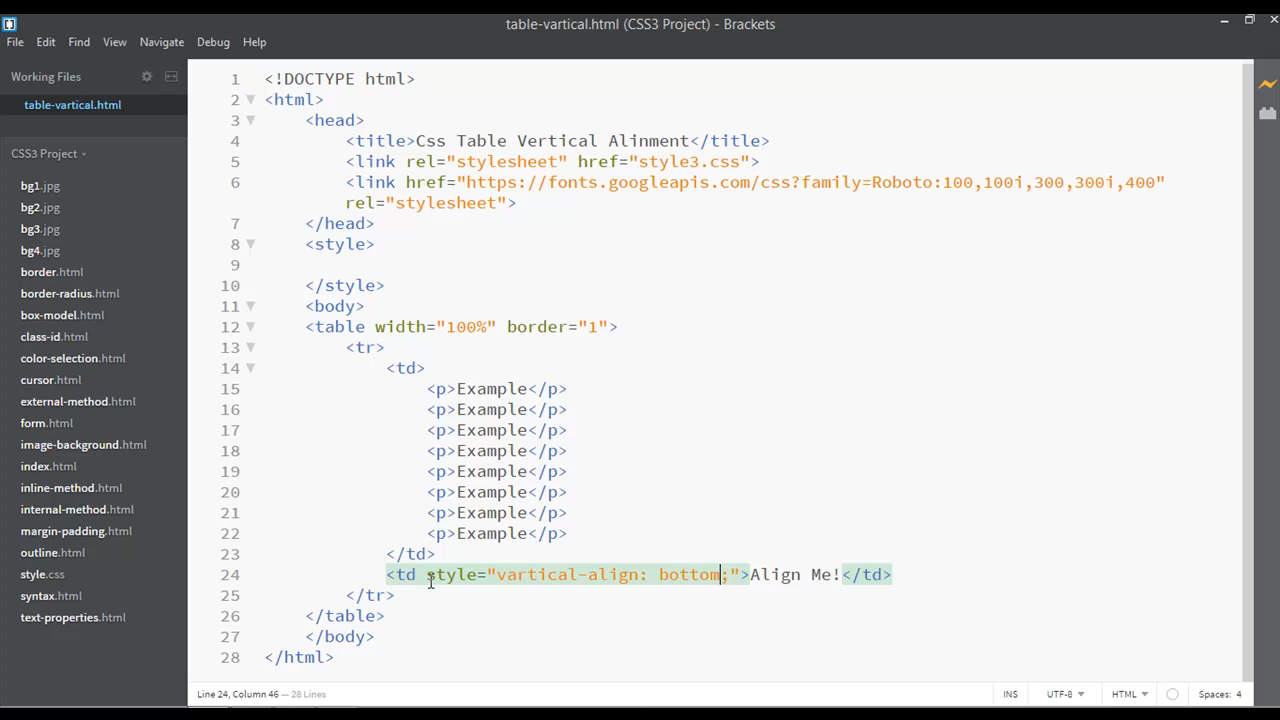 table-vartical.html (CSS3 Project) - Brackets
File Edit Find View Navigate Debug Help
Working Files
table-vartical.html
CSS3 Project
bg1.jpg
bg2.jpg
bg3.jpg
bg4.jpg
border.html
border-radius.html
box-model.html
class-id.html
color-selection.html
cursor.html
external-method.html
form.html
image-background.html
index.html
inline-method.html
internal-method.html
margin-padding.html
outline.html
style.css
syntax.html
text-properties.html
1 <!DOCTYPE html>
2 <html>
3 <head>
4 <title>Css Table Vertical Alinment</title>
5 <link rel="stylesheet" href="style3.css">
6 <link href="https://fonts.googleapis.com/css?family=Roboto:100,100i,300,300i,400"
rel="stylesheet">
7 </head>
8 <style>
9
10 </style>
11 <body>
12 <table width="100%" border="1">
13 <tr>
14 <td>
15 <p>Example</p>
16 <p>Example</p>
17 <p>Example</p>
18 <p>Example</p>
19 <p>Example</p>
20 <p>Example</p>
21 <p>Example</p>
22 <p>Example</p>
23 </td>
24 <td style="vartical-align: bottom;">Align Me!</td>
25 </tr>
26 </table>
27 </body>
28 </html>
Line 24, Column 46 — 28 Lines
INS UTF-8 HTML Spaces: 4